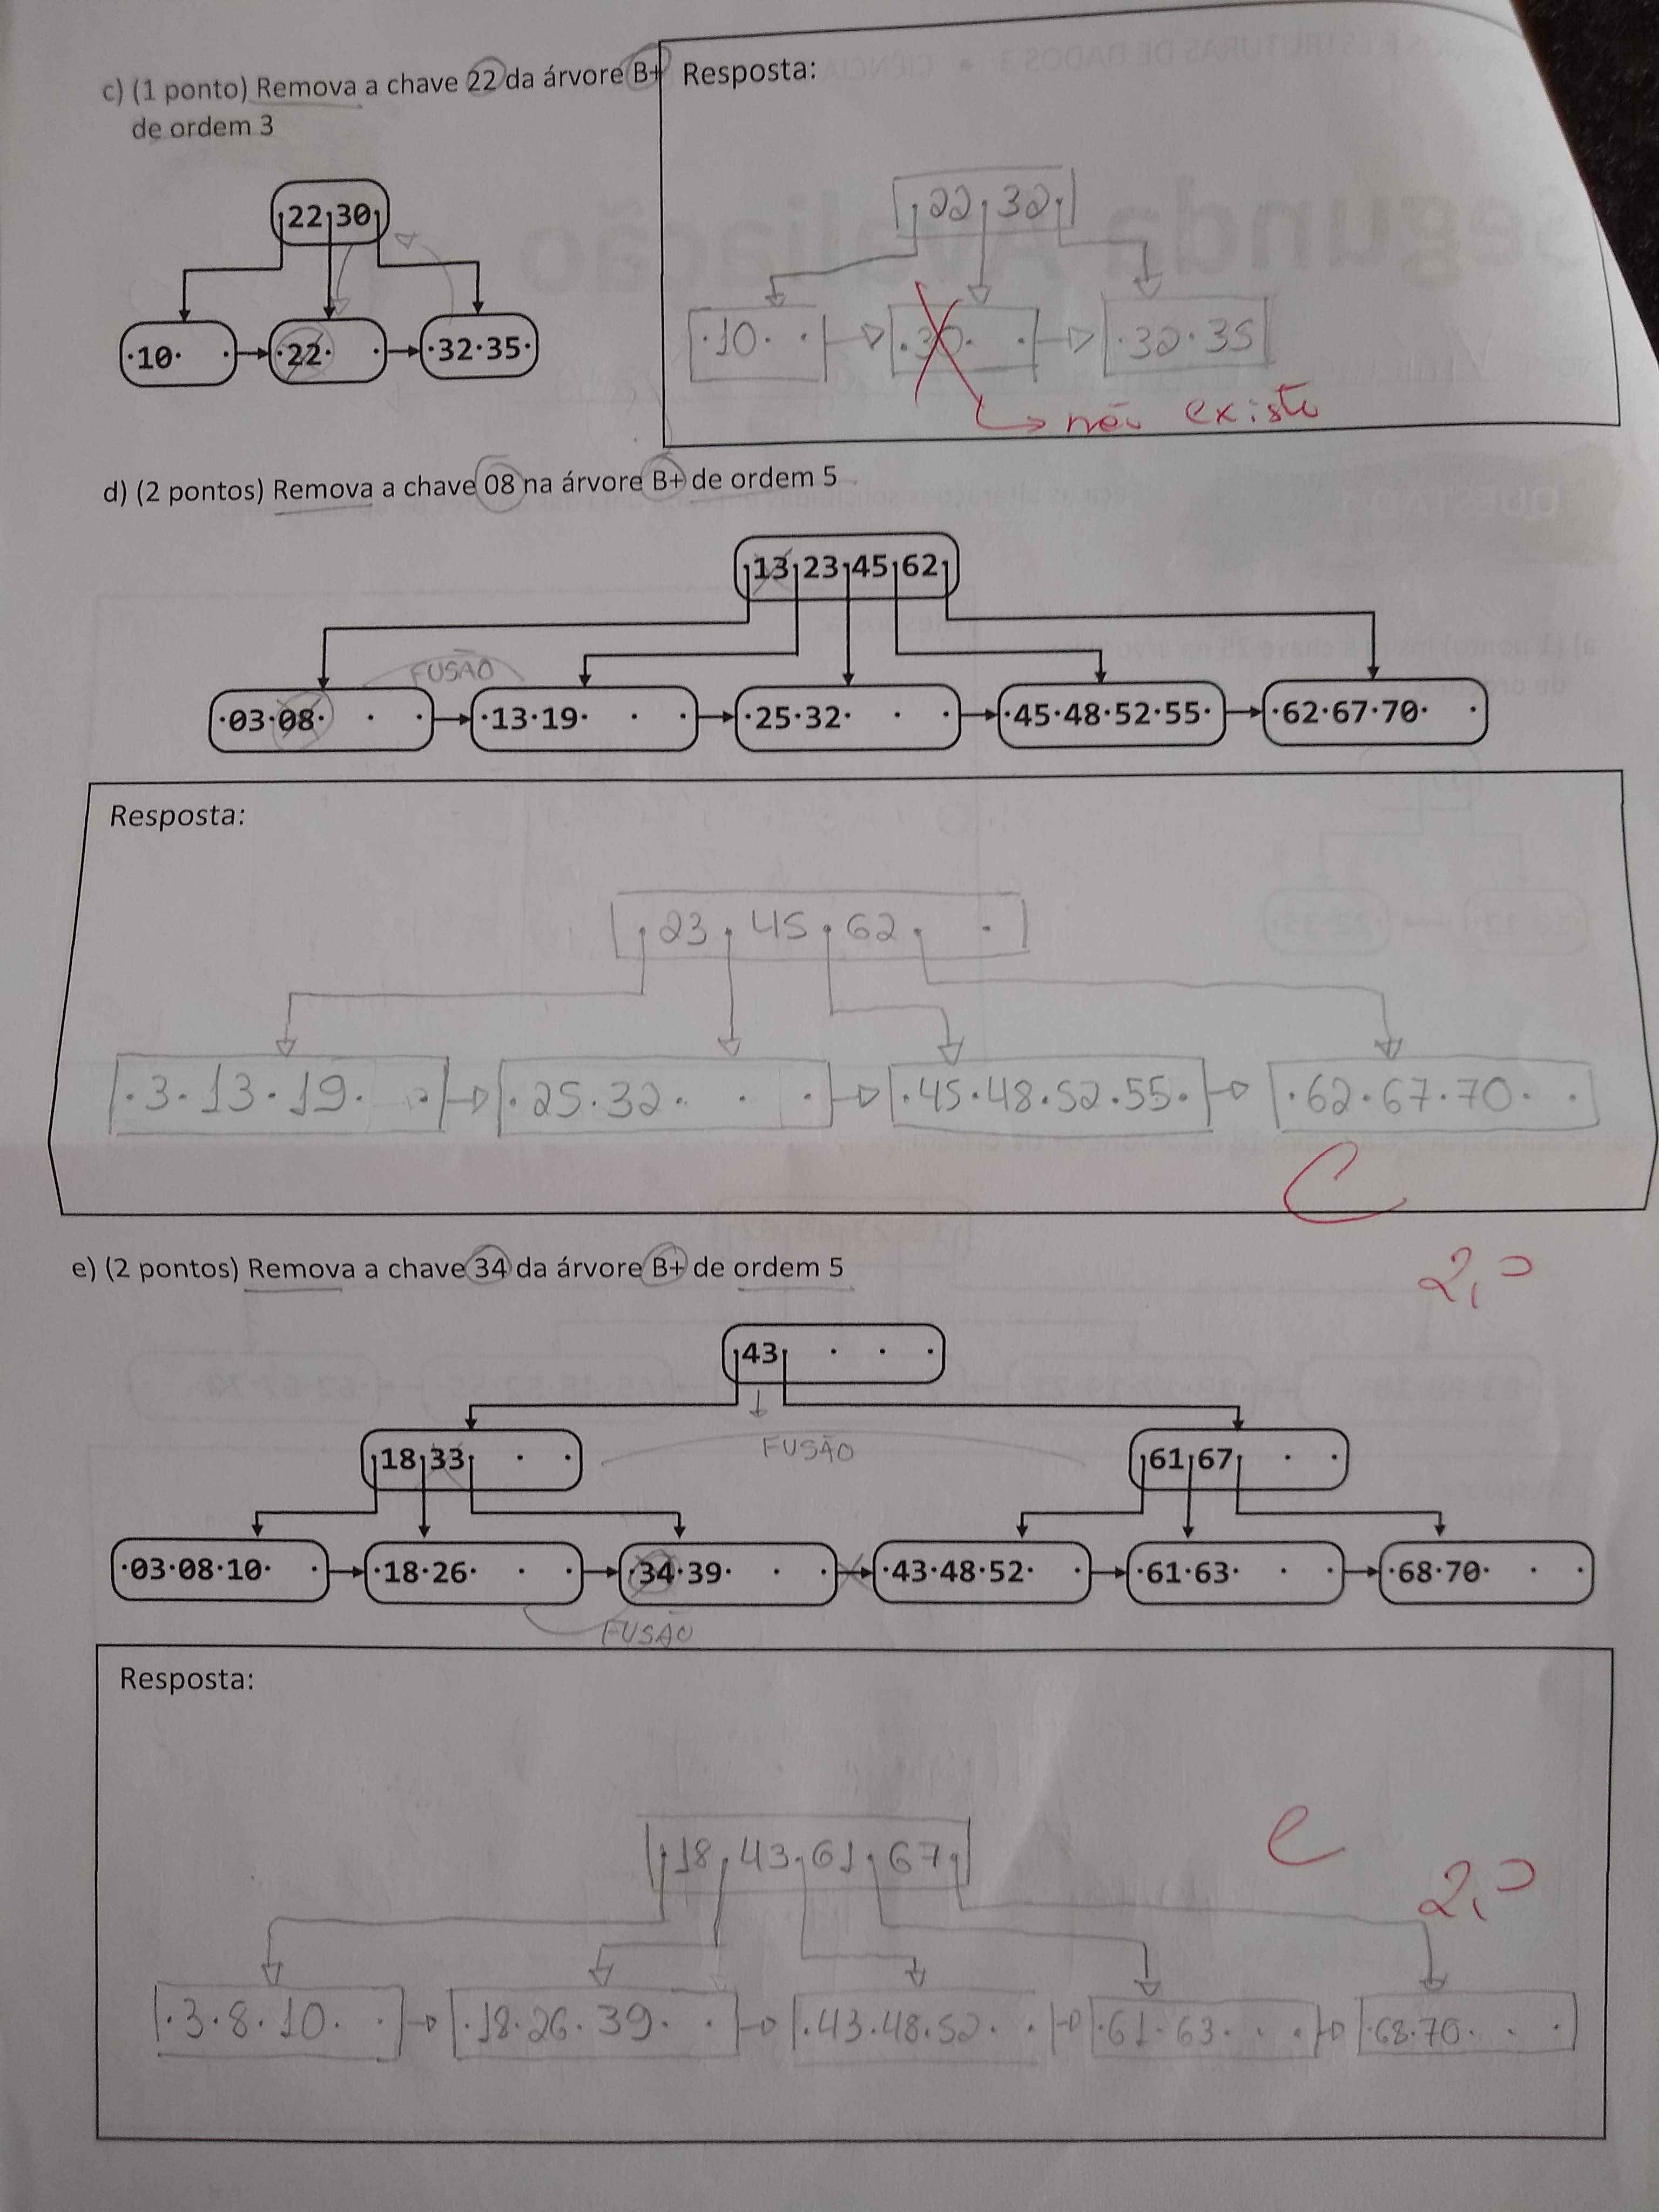 c) (1 ponto) Remova a chave 22 da árvore B+
de ordem 3
Resposta:
22 30
10 22 32 35
22 32
10 30 32 35
não existe
d) (2 pontos) Remova a chave 08 na árvore B+ de ordem 5
13 23 45 62
FUSÃO
03 08 13 19 25 32 45 48 52 55 62 67 70
Resposta:
23 45 62
3 13 19 25 32 45 48 52 55 62 67 70
C
2,0
e) (2 pontos) Remova a chave 34 da árvore B+ de ordem 5
43
18 33 FUSÃO 61 67
03 08 10 18 26 34 39 43 48 52 61 63 68 70
FUSÃO
Resposta:
18 43 61 67
3 8 10 18 26 39 43 48 52 61 63 68 70
C
2,0